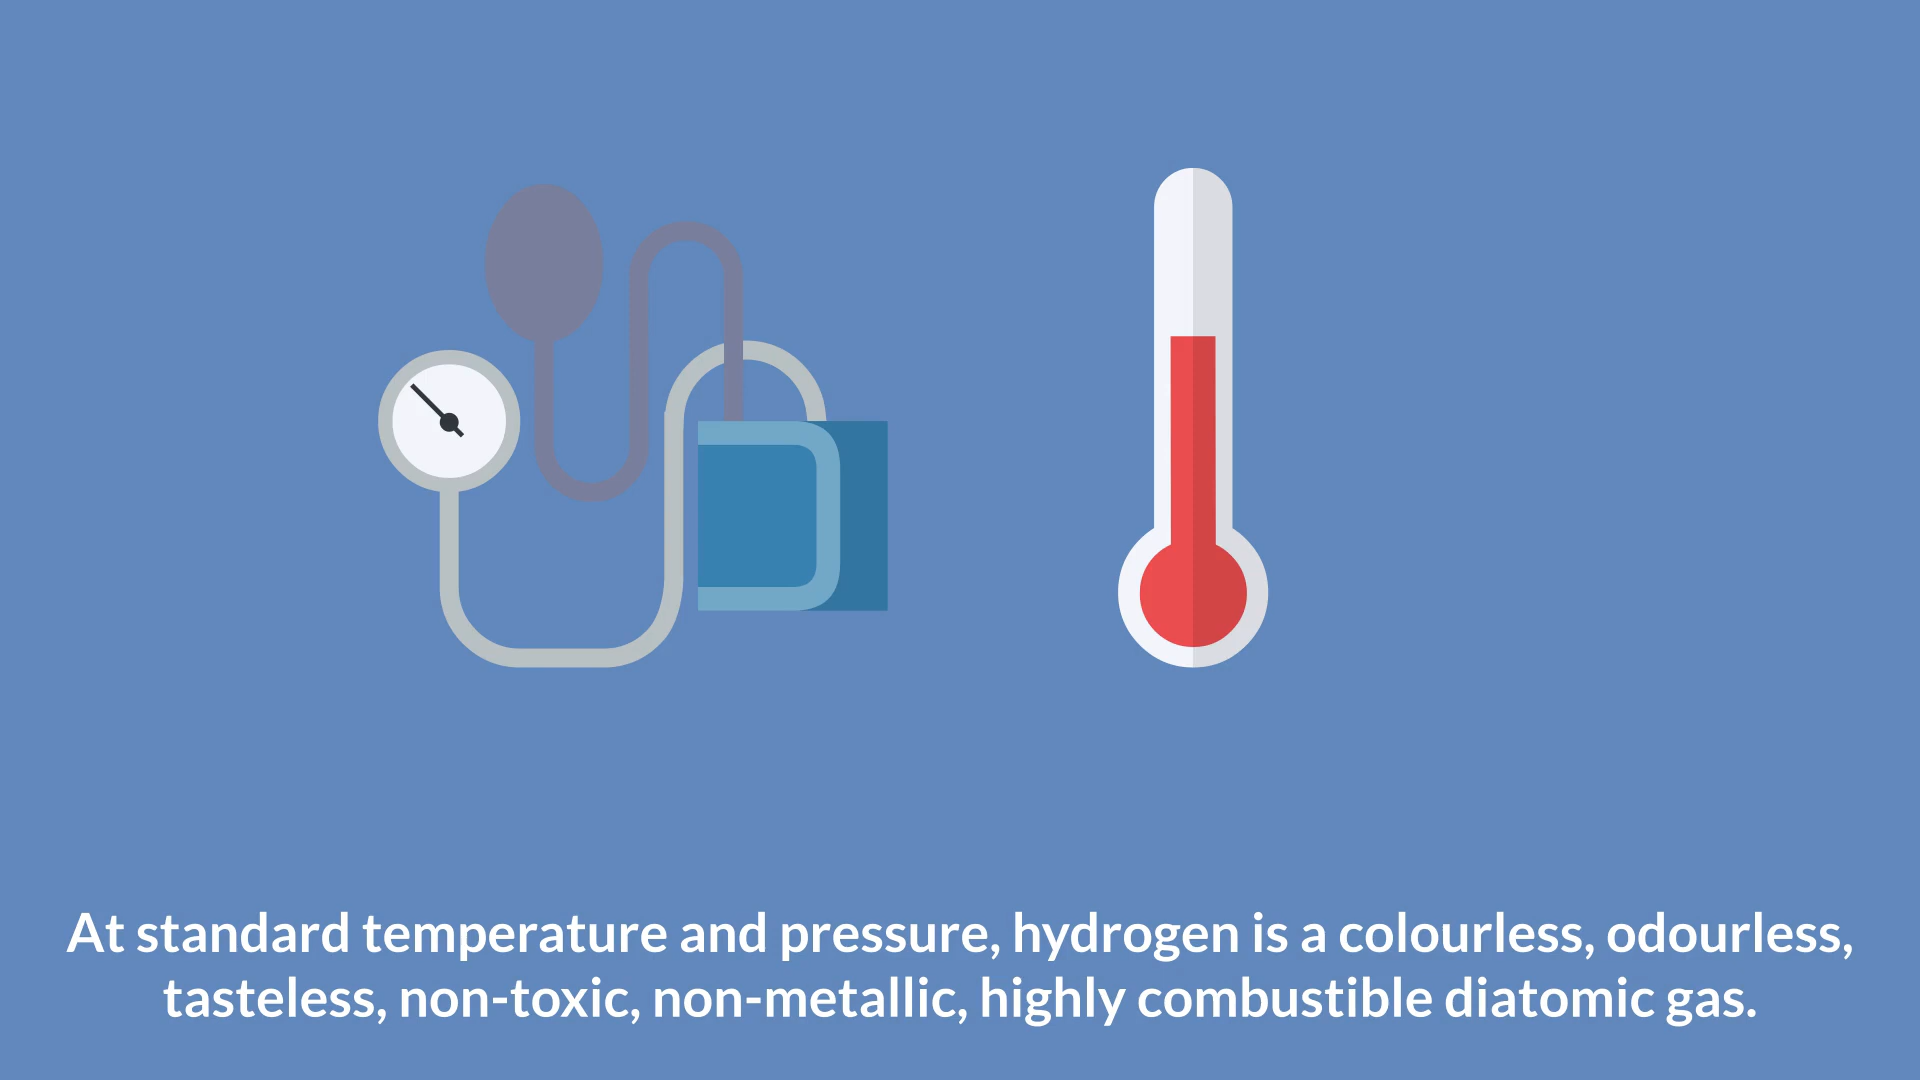 At standard temperature and pressure, hydrogen is a colourless, odourless,
tasteless, non-toxic, non-metallic, highly combustible diatomic gas.